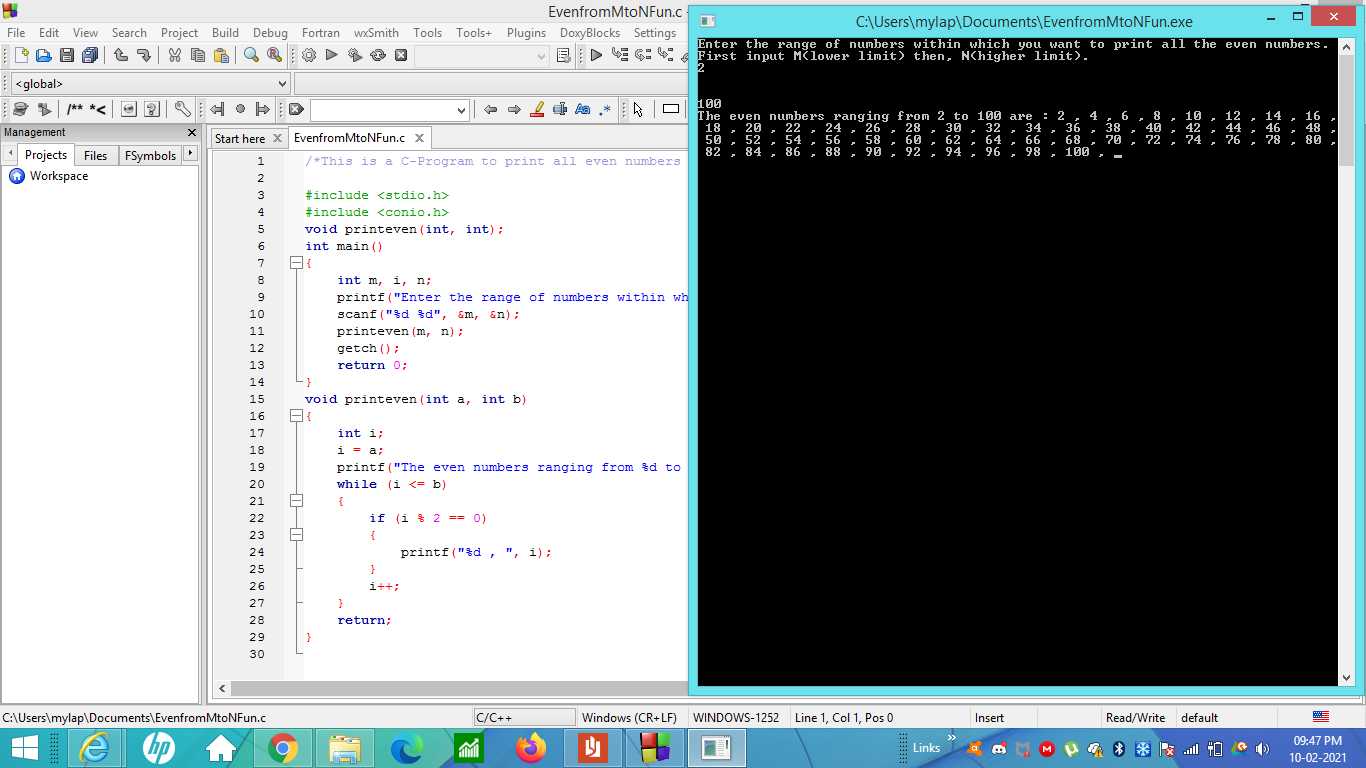 EvenfromMtoNFun.c -
File Edit View Search Project Build Debug Fortran wxSmith Tools Tools+ Plugins DoxyBlocks Settings
<global>
/** *<
Aa .*
Management
Projects Files FSymbols
Workspace
Start here EvenfromMtoNFun.c
1 /*This is a C-Program to print all even numbers
2
3 #include <stdio.h>
4 #include <conio.h>
5 void printeven(int, int);
6 int main()
7 {
8 int m, i, n;
9 printf("Enter the range of numbers within wh
10 scanf("%d %d", &m, &n);
11 printeven(m, n);
12 getch();
13 return 0;
14 }
15 void printeven(int a, int b)
16 {
17 int i;
18 i = a;
19 printf("The even numbers ranging from %d to
20 while (i <= b)
21 {
22 if (i % 2 == 0)
23 {
24 printf("%d , ", i);
25 }
26 i++;
27 }
28 return;
29 }
30
C:\Users\mylap\Documents\EvenfromMtoNFun.exe
Enter the range of numbers within which you want to print all the even numbers.
First input M(lower limit) then, N(higher limit).
2
100
The even numbers ranging from 2 to 100 are : 2 , 4 , 6 , 8 , 10 , 12 , 14 , 16 ,
18 , 20 , 22 , 24 , 26 , 28 , 30 , 32 , 34 , 36 , 38 , 40 , 42 , 44 , 46 , 48 ,
50 , 52 , 54 , 56 , 58 , 60 , 62 , 64 , 66 , 68 , 70 , 72 , 74 , 76 , 78 , 80 ,
82 , 84 , 86 , 88 , 90 , 92 , 94 , 96 , 98 , 100 , _
C:\Users\mylap\Documents\EvenfromMtoNFun.c C/C++ Windows (CR+LF) WINDOWS-1252 Line 1, Col 1, Pos 0 Insert Read/Write default
hp Links »
09:47 PM
10-02-2021